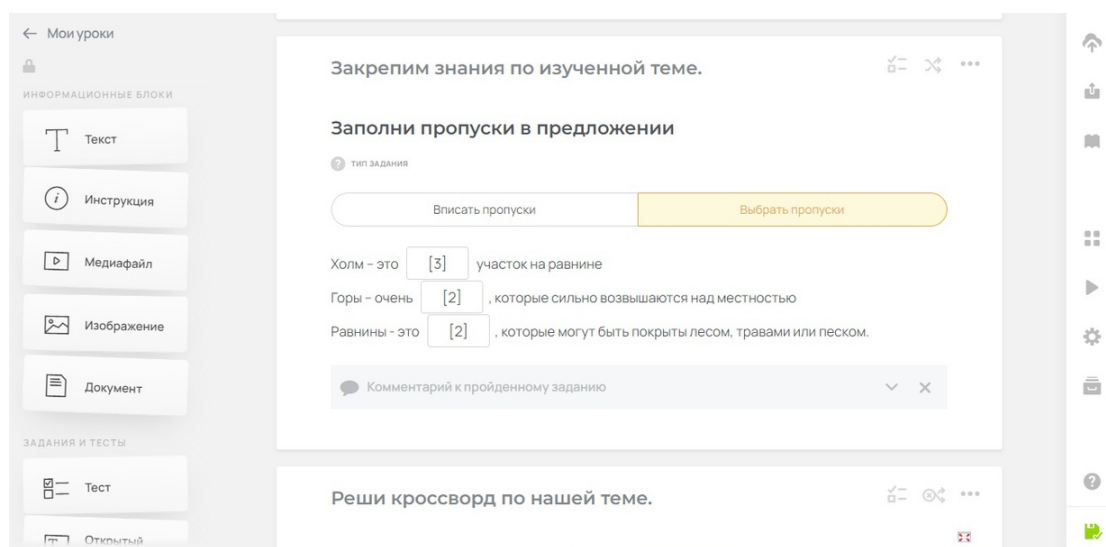 ← Мои уроки
ИНФОРМАЦИОННЫЕ БЛОКИ
Текст
Инструкция
Медиафайл
Изображение
Документ
ЗАДАНИЯ И ТЕСТЫ
Тест
Открытый
Закрепим знания по изученной теме.
Заполни пропуски в предложении
? ТИП ЗАДАНИЯ
Вписать пропуски Выбрать пропуски
Холм – это [3] участок на равнине
Горы – очень [2] , которые сильно возвышаются над местностью
Равнины - это [2] , которые могут быть покрыты лесом, травами или песком.
Комментарий к пройденному заданию
Реши кроссворд по нашей теме.